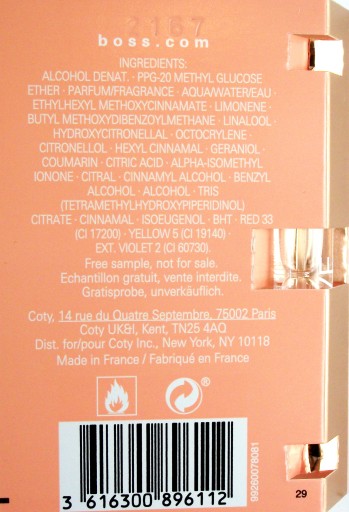 2167
boss.com
INGREDIENTS:
ALCOHOL DENAT. · PPG-20 METHYL GLUCOSE
ETHER · PARFUM/FRAGRANCE · AQUA/WATER/EAU ·
ETHYLHEXYL METHOXYCINNAMATE · LIMONENE ·
BUTYL METHOXYDIBENZOYLMETHANE · LINALOOL ·
HYDROXYCITRONELLAL · OCTOCRYLENE ·
CITRONELLOL · HEXYL CINNAMAL · GERANIOL ·
COUMARIN · CITRIC ACID · ALPHA-ISOMETHYL
IONONE · CITRAL · CINNAMYL ALCOHOL · BENZYL
ALCOHOL · ALCOHOL · TRIS
(TETRAMETHYLHYDROXYPIPERIDINOL)
CITRATE · CINNAMAL · ISOEUGENOL · BHT · RED 33
(CI 17200) · YELLOW 5 (CI 19140) ·
EXT. VIOLET 2 (CI 60730).
Free sample, not for sale.
Echantillon gratuit, vente interdite.
Gratisprobe, unverkäuflich.
Coty, 14 rue du Quatre Septembre, 75002 Paris
Coty UK&I, Kent, TN25 4AQ
Dist. for/pour Coty Inc., New York, NY 10118
Made in France / Fabriqué en France
®
3 616300 896112
99260078081
29